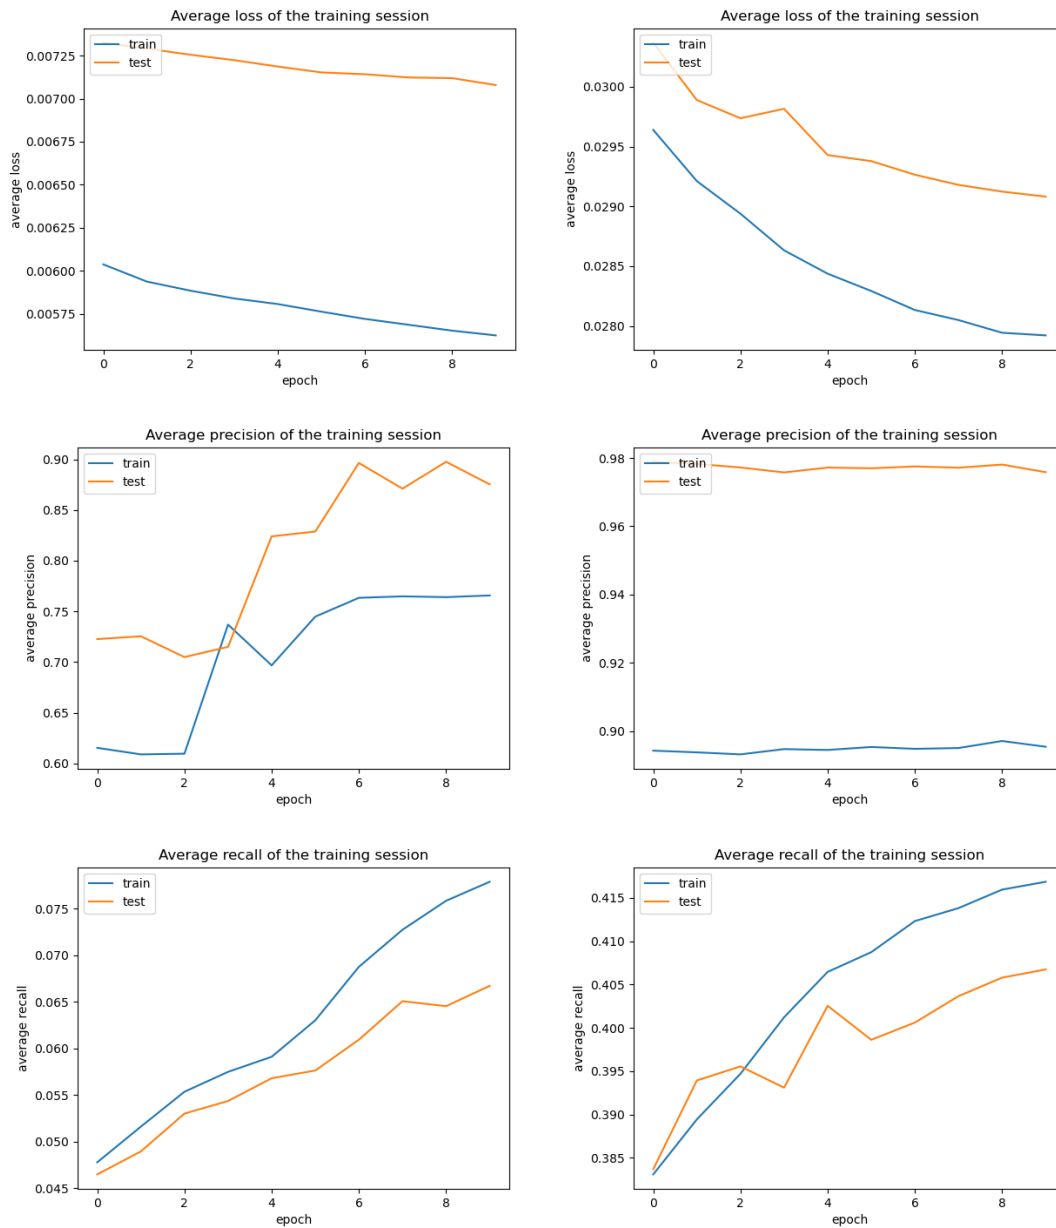 Average loss of the training session
train
test
0.00725
0.00700
0.00675
0.00650
0.00625
0.00600
0.00575
average loss
0 2 4 6 8
epoch
Average loss of the training session
train
test
0.0300
0.0295
0.0290
0.0285
0.0280
average loss
0 2 4 6 8
epoch
Average precision of the training session
train
test
0.90
0.85
0.80
0.75
0.70
0.65
0.60
average precision
0 2 4 6 8
epoch
Average precision of the training session
train
test
0.98
0.96
0.94
0.92
0.90
average precision
0 2 4 6 8
epoch
Average recall of the training session
train
test
0.075
0.070
0.065
0.060
0.055
0.050
0.045
average recall
0 2 4 6 8
epoch
Average recall of the training session
train
test
0.415
0.410
0.405
0.400
0.395
0.390
0.385
average recall
0 2 4 6 8
epoch